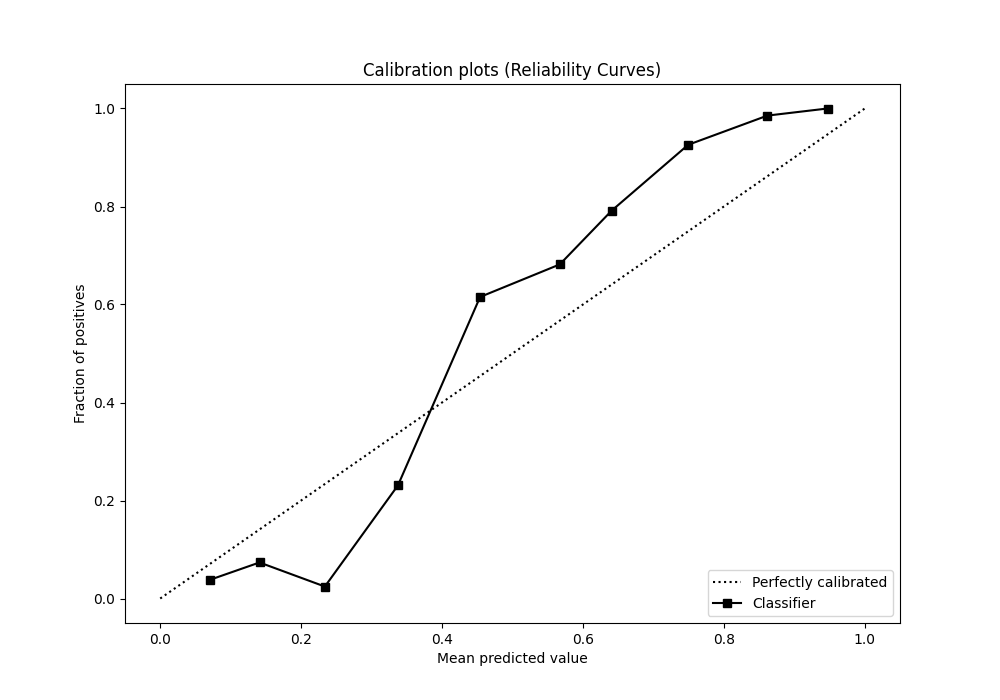 Calibration plots (Reliability Curves)
1.0
0.8
0.6
0.4
0.2
0.0
Fraction of positives
0.0 0.2 0.4 0.6 0.8 1.0
Mean predicted value
Perfectly calibrated
Classifier